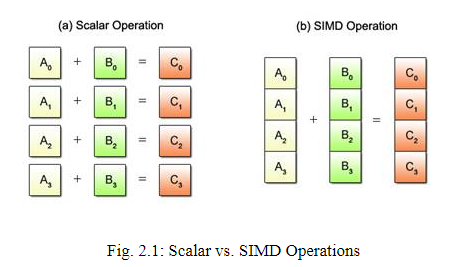 (a) Scalar Operation
A₀ + B₀ = C₀
A₁ + B₁ = C₁
A₂ + B₂ = C₂
A₃ + B₃ = C₃
(b) SIMD Operation
A₀ B₀ C₀
A₁ B₁ C₁
+ =
A₂ B₂ C₂
A₃ B₃ C₃
Fig. 2.1: Scalar vs. SIMD Operations